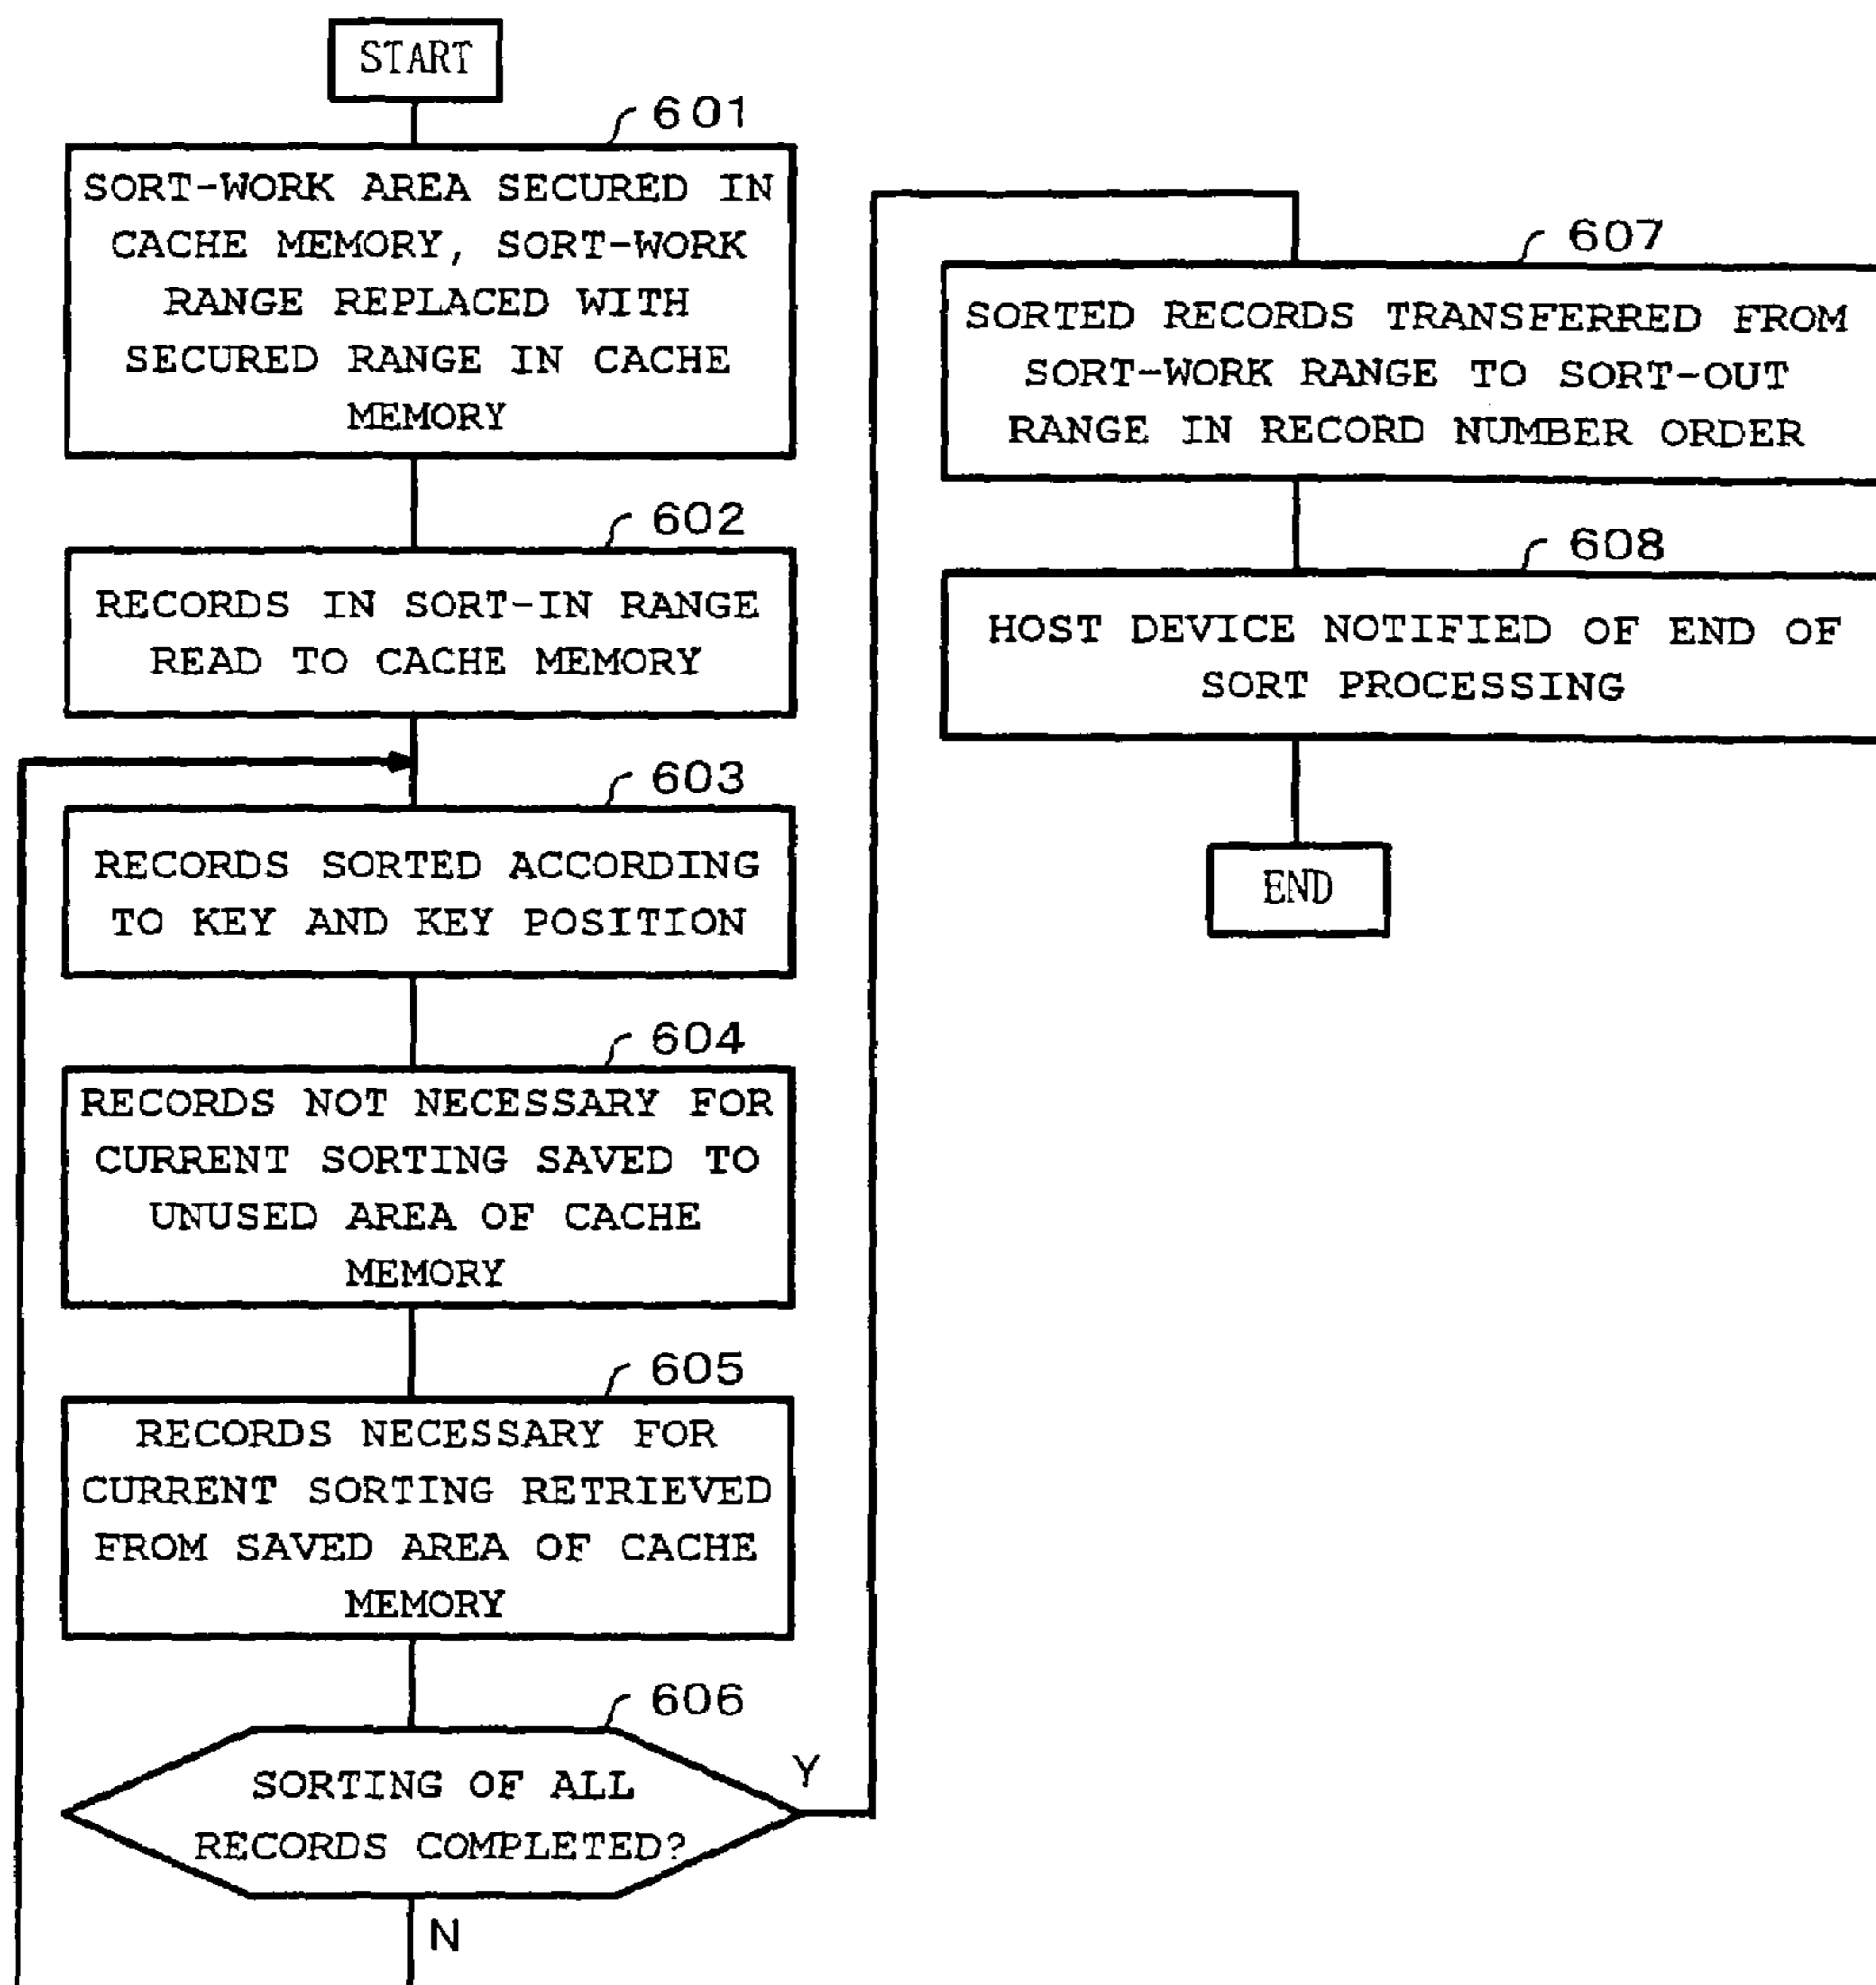 START
601
SORT-WORK AREA SECURED IN
CACHE MEMORY, SORT-WORK
RANGE REPLACED WITH
SECURED RANGE IN CACHE
MEMORY
602
RECORDS IN SORT-IN RANGE
READ TO CACHE MEMORY
603
RECORDS SORTED ACCORDING
TO KEY AND KEY POSITION
604
RECORDS NOT NECESSARY FOR
CURRENT SORTING SAVED TO
UNUSED AREA OF CACHE
MEMORY
605
RECORDS NECESSARY FOR
CURRENT SORTING RETRIEVED
FROM SAVED AREA OF CACHE
MEMORY
606
SORTING OF ALL
RECORDS COMPLETED?
Y
N
607
SORTED RECORDS TRANSFERRED FROM
SORT-WORK RANGE TO SORT-OUT
RANGE IN RECORD NUMBER ORDER
608
HOST DEVICE NOTIFIED OF END OF
SORT PROCESSING
END